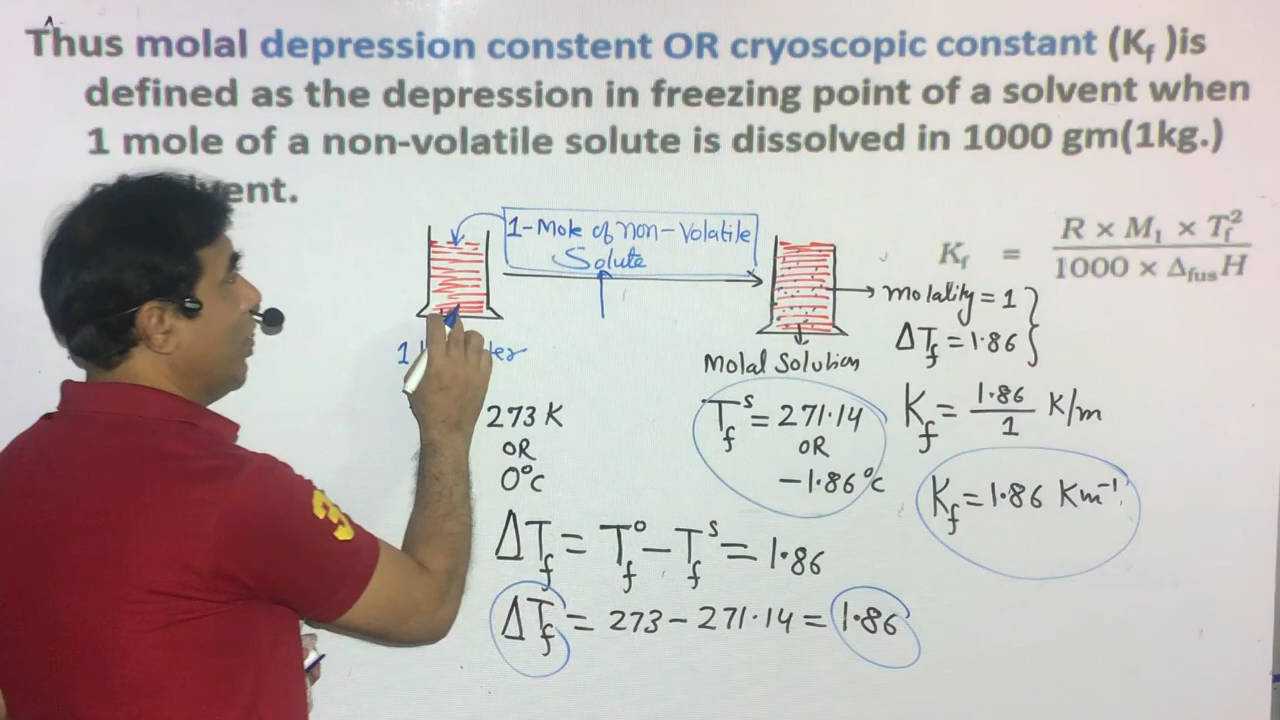 Thus molal depression constent OR cryoscopic constant (Kf )is
defined as the depression in freezing point of a solvent when
1 mole of a non-volatile solute is dissolved in 1000 gm(1kg.)
vent.
1-Mole of non-Volatile
Solute
Kf = R × M1 × Tf² / 1000 × ΔfusH
molality = 1
ΔTf = 1.86
1
Molal Solution
273 K
OR
0°c
Tfˢ = 271.14
OR
-1.86°c
Kf = 1.86/1 K/m
Kf = 1.86 Km⁻¹
ΔTf = Tf° - Tfˢ = 1.86
ΔTf = 273 - 271.14 = 1.86
3